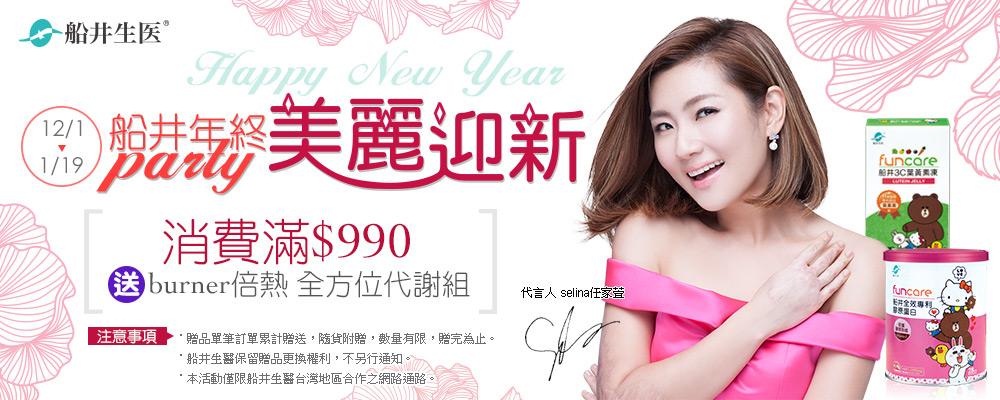 船井生医®
Happy New Year
12/1
1/19
船井年終
party
美麗迎新
消費滿$990
送burner倍熱 全方位代謝組
注意事項
・贈品單筆訂單累計贈送，隨貨附贈，數量有限，贈完為止。
・船井生醫保留贈品更換權利，不另行通知。
・本活動僅限船井生醫台灣地區合作之網路通路。
代言人 selina任家萱
funcare
船井3C葉黃素凍
LUTEIN JELLY
funcare
船井全效專利
膠原蛋白